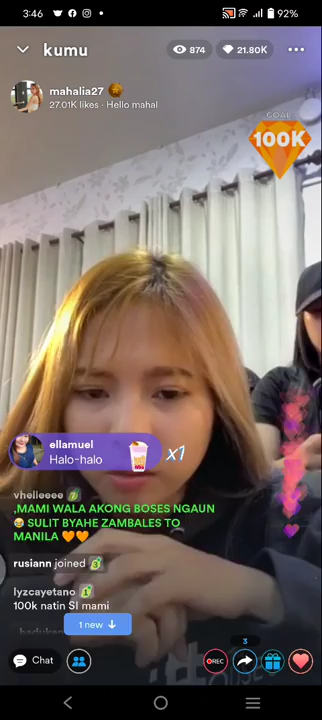 3:46
92%
kumu
874
21.80K
mahalia27
27.01K likes · Hello mahal
GOAL
100K
ellamuel
Halo-halo
x1
vhelleeee
,MAMI WALA AKONG BOSES NGAUN
😂 SULIT BYAHE ZAMBALES TO
MANILA 🧡🧡
rusiann joined 3
lyzcayetano 1
100k natin SI mami
1 new ↓
3
Chat
REC